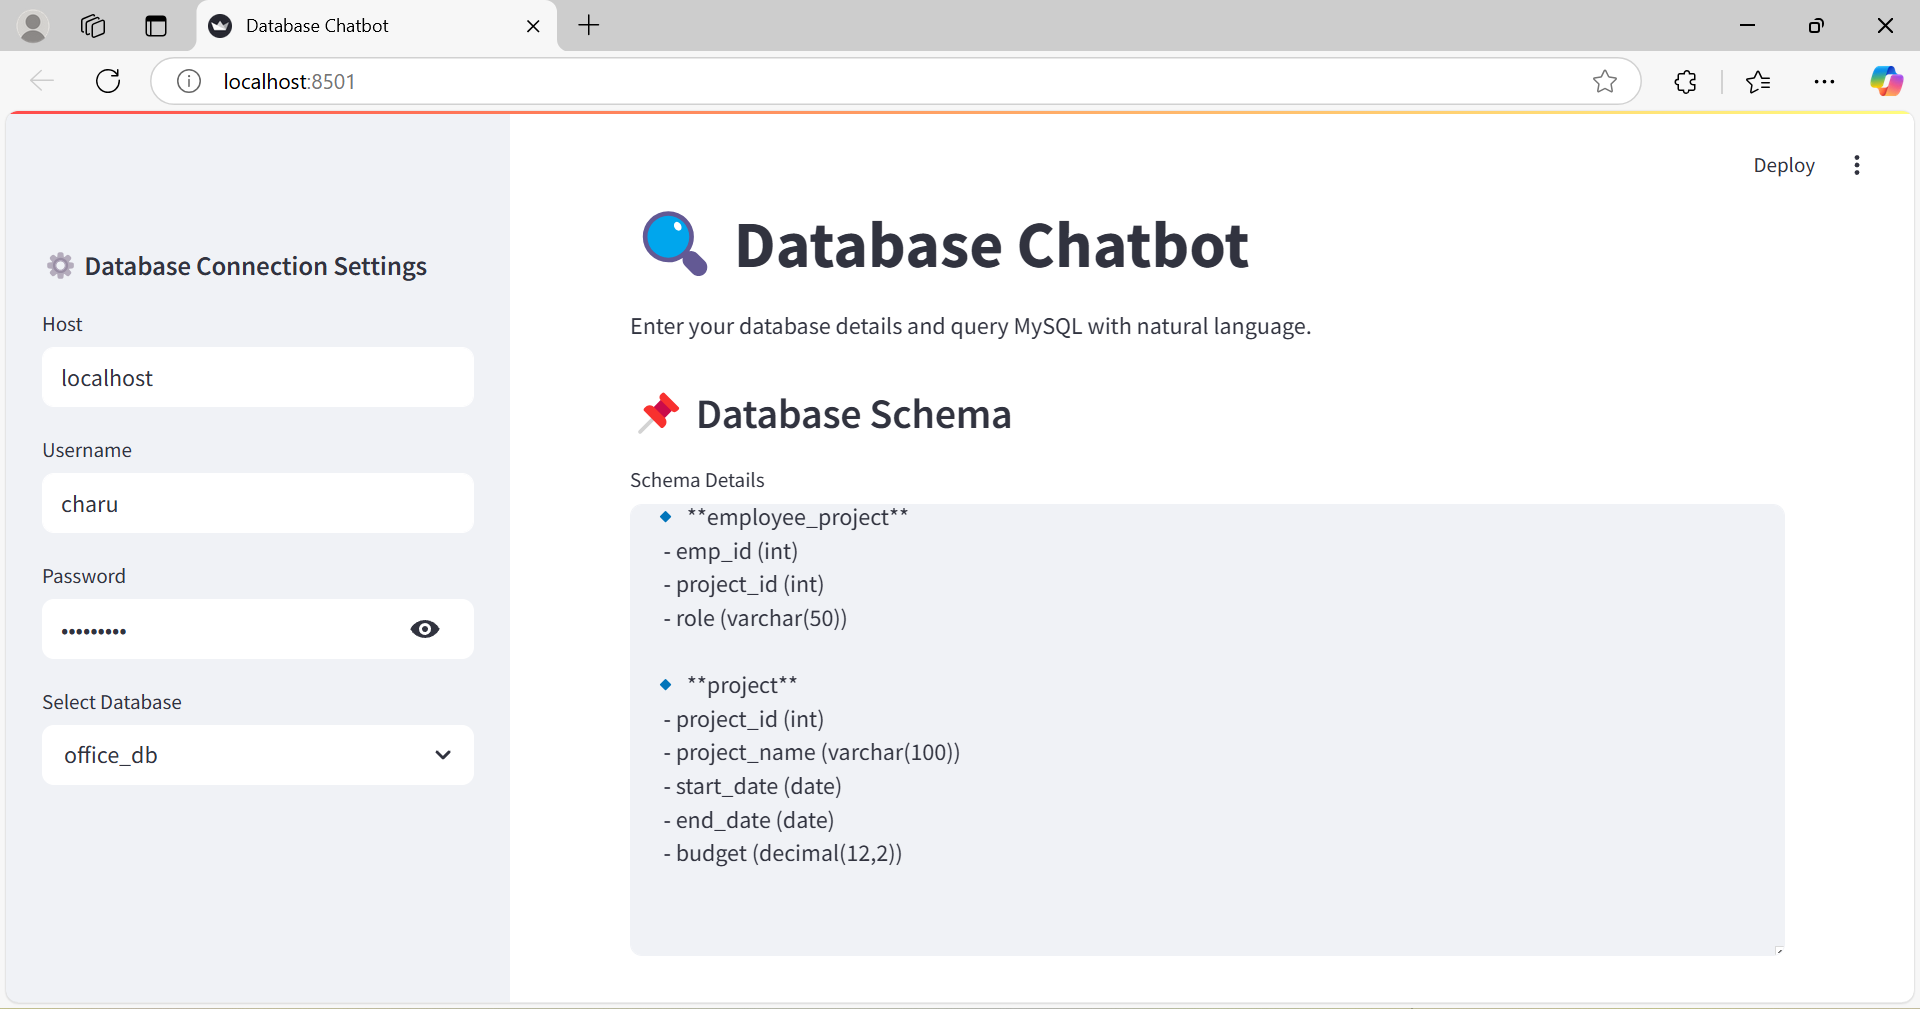 Database Chatbot
localhost:8501
Deploy
Database Connection Settings
Host
localhost
Username
charu
Password
•••••••••
Select Database
office_db
Database Chatbot
Enter your database details and query MySQL with natural language.
Database Schema
Schema Details
**employee_project**
- emp_id (int)
- project_id (int)
- role (varchar(50))
**project**
- project_id (int)
- project_name (varchar(100))
- start_date (date)
- end_date (date)
- budget (decimal(12,2))